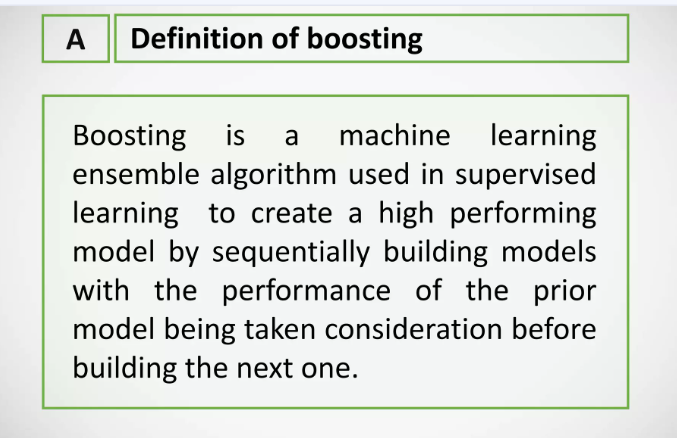 A Definition of boosting
Boosting is a machine learning
ensemble algorithm used in supervised
learning to create a high performing
model by sequentially building models
with the performance of the prior
model being taken consideration before
building the next one.